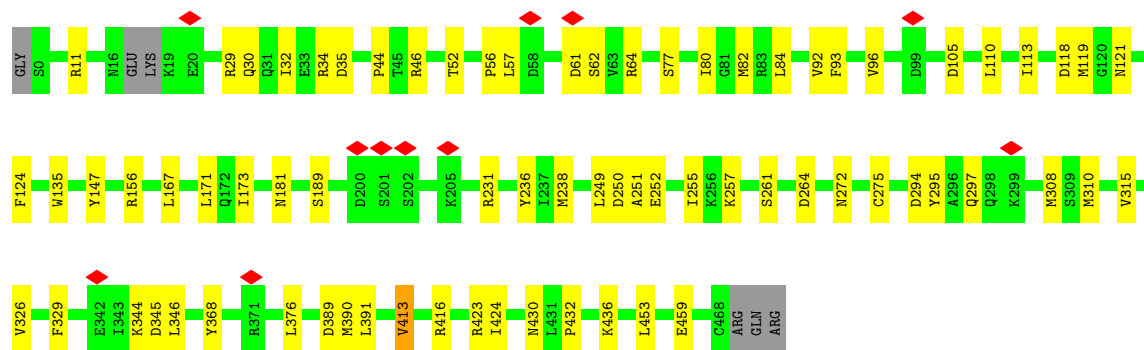 GLY S0 R11 N16 GLU LYS K19 E20 R29 Q30 Q31 I32 E33 R34 D35 P44 T45 R46 T52 P56 L57 D58 D61 S62 V63 R64 S77 I80 G81 M82 R83 L84 V92 F93 V96 D99 D105 L110 I113 D118 M119 G120 N121
F124 W135 Y147 R156 L167 L171 Q172 I173 N181 S189 D200 S201 S202 K205 R231 Y236 I237 M238 L249 D250 A251 E252 I255 K256 K257 S261 D264 N272 C275 D294 Y295 A296 Q297 Q298 K299 M308 S309 M310 V315
V326 F329 E342 I343 K344 D345 L346 Y368 R371 L376 D389 M390 L391 V413 R416 R423 I424 N430 L431 P432 K436 L453 E459 C468 ARG GLN ARG